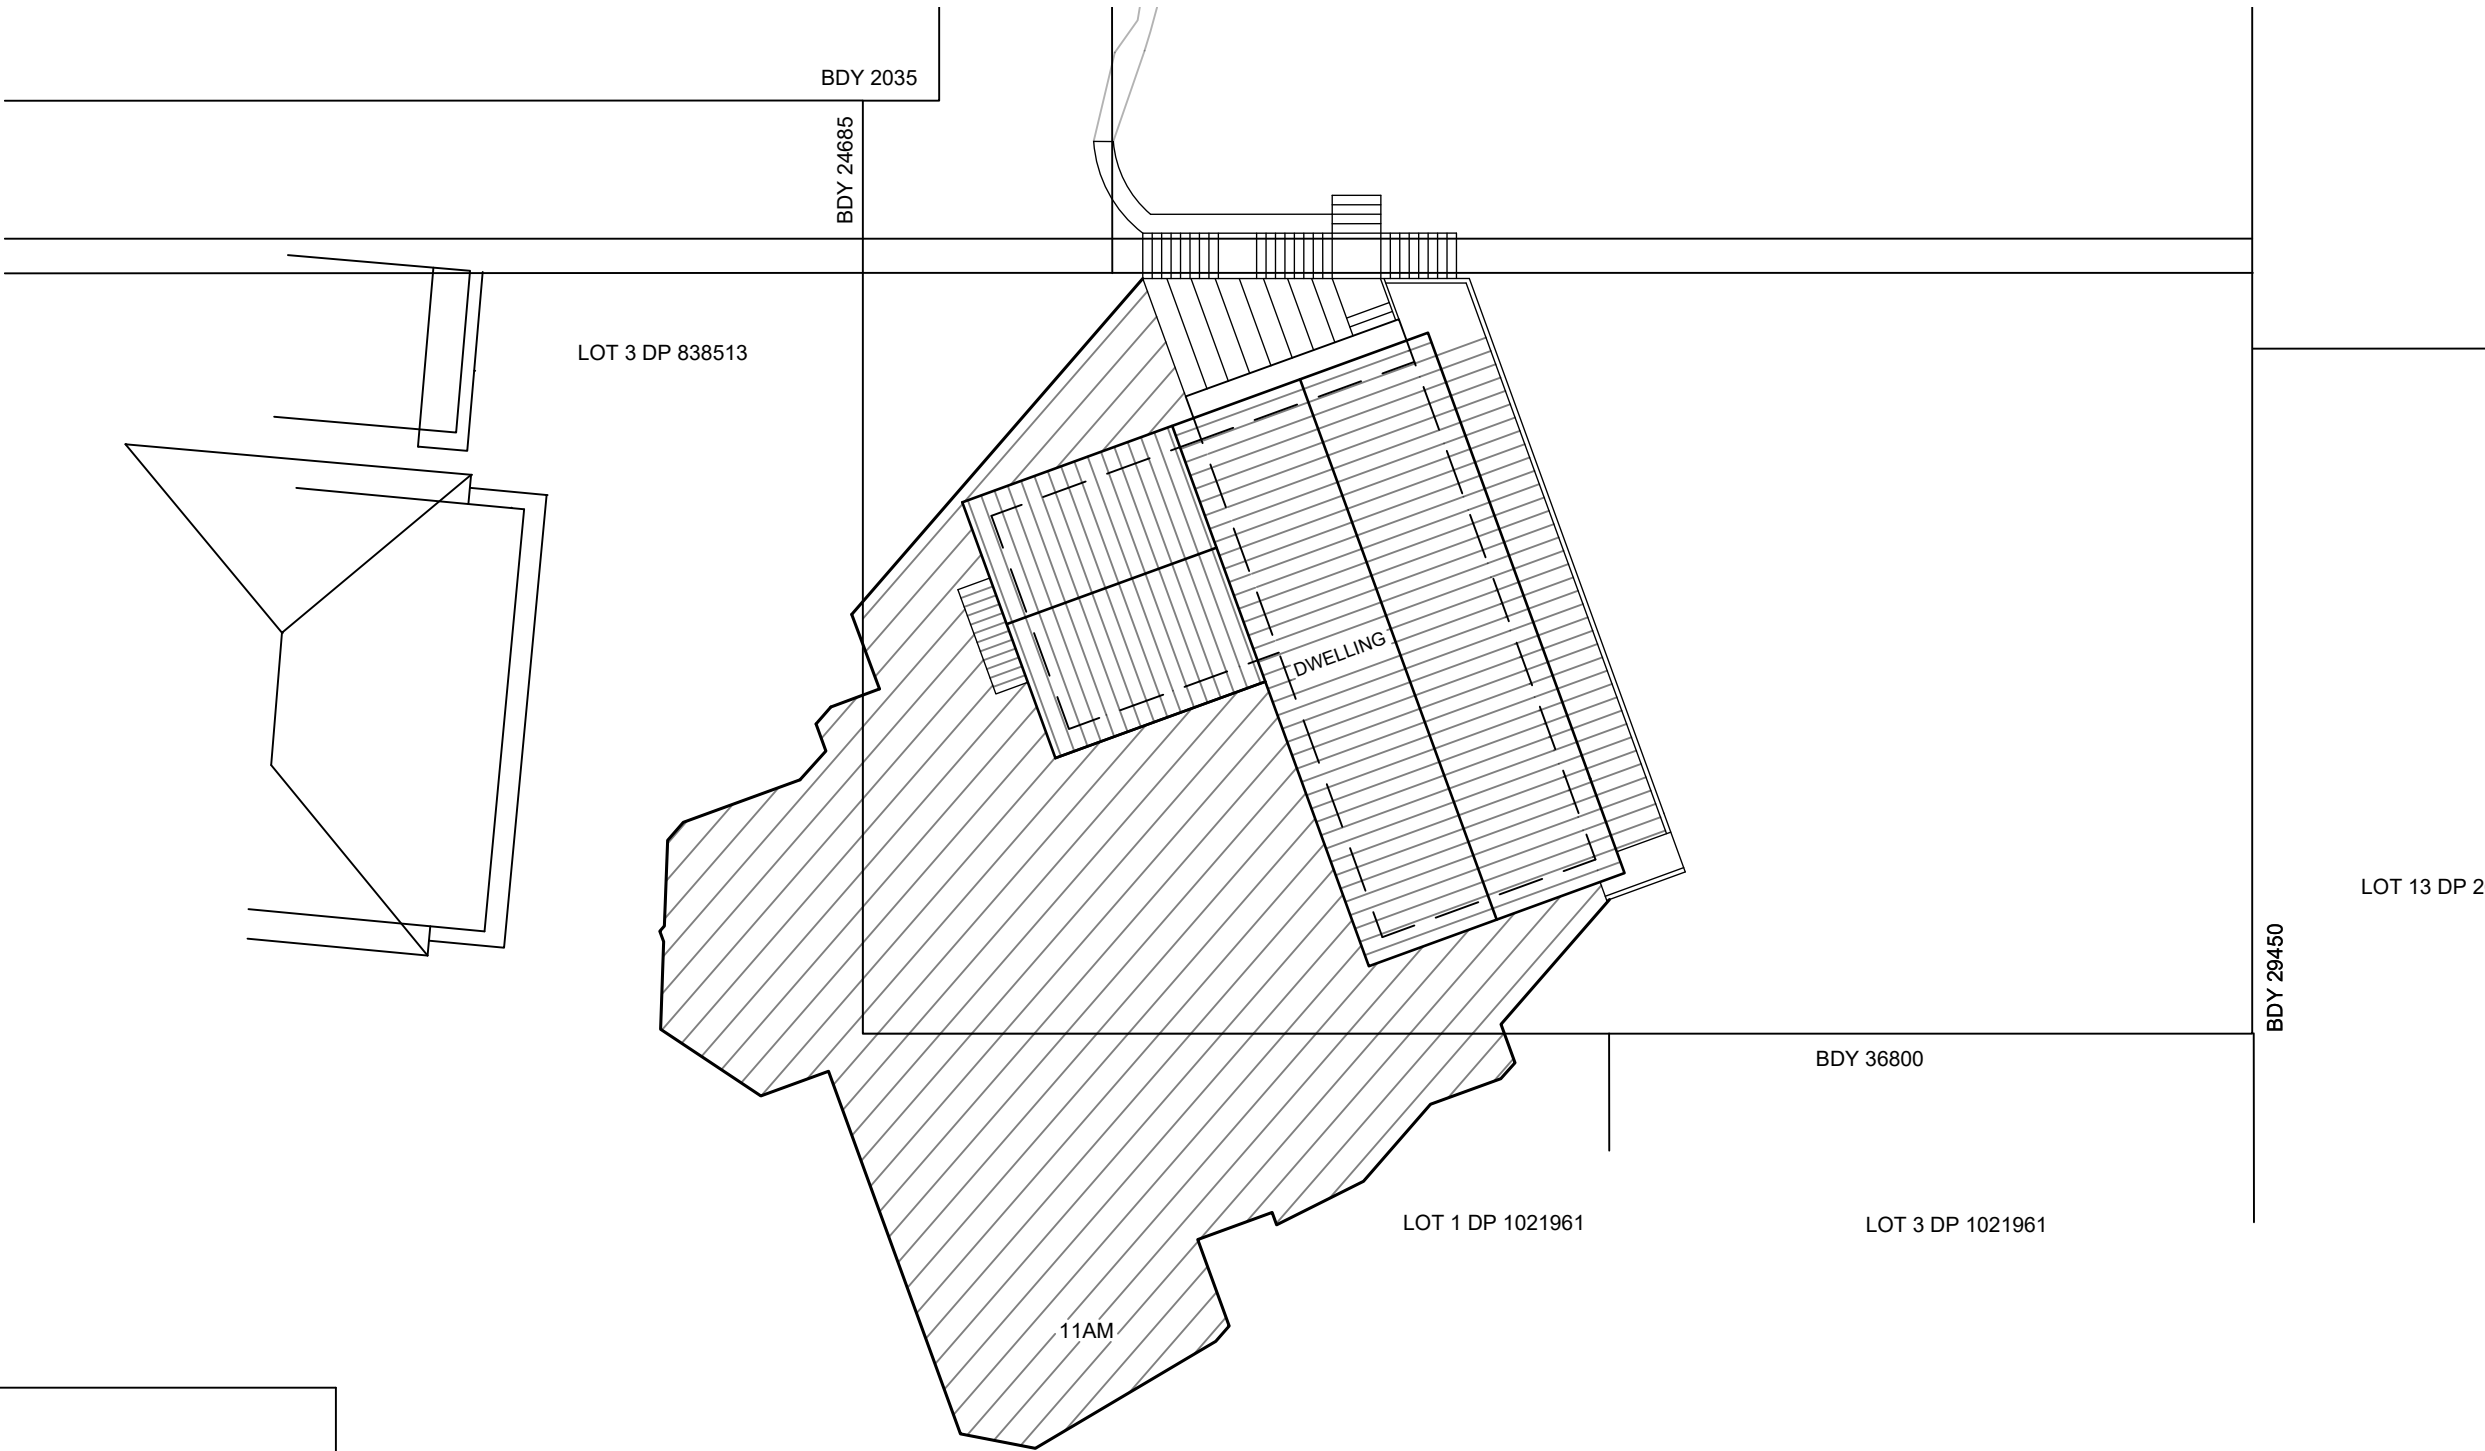 BDY 2035
BDY 24685
LOT 3 DP 838513
DWELLING
LOT 13 DP 2
BDY 29450
BDY 36800
LOT 1 DP 1021961
LOT 3 DP 1021961
11AM